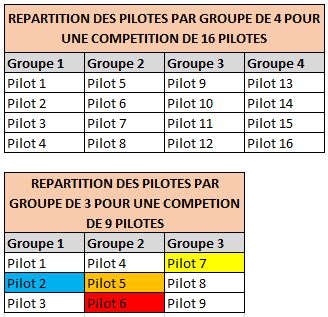 REPARTITION DES PILOTES PAR GROUPE DE 4 POUR
UNE COMPETITION DE 16 PILOTES
Groupe 1 Groupe 2 Groupe 3 Groupe 4
Pilot 1 Pilot 5 Pilot 9 Pilot 13
Pilot 2 Pilot 6 Pilot 10 Pilot 14
Pilot 3 Pilot 7 Pilot 11 Pilot 15
Pilot 4 Pilot 8 Pilot 12 Pilot 16
REPARTITION DES PILOTES PAR
GROUPE DE 3 POUR UNE COMPETION
DE 9 PILOTES
Groupe 1 Groupe 2 Groupe 3
Pilot 1 Pilot 4 Pilot 7
Pilot 2 Pilot 5 Pilot 8
Pilot 3 Pilot 6 Pilot 9